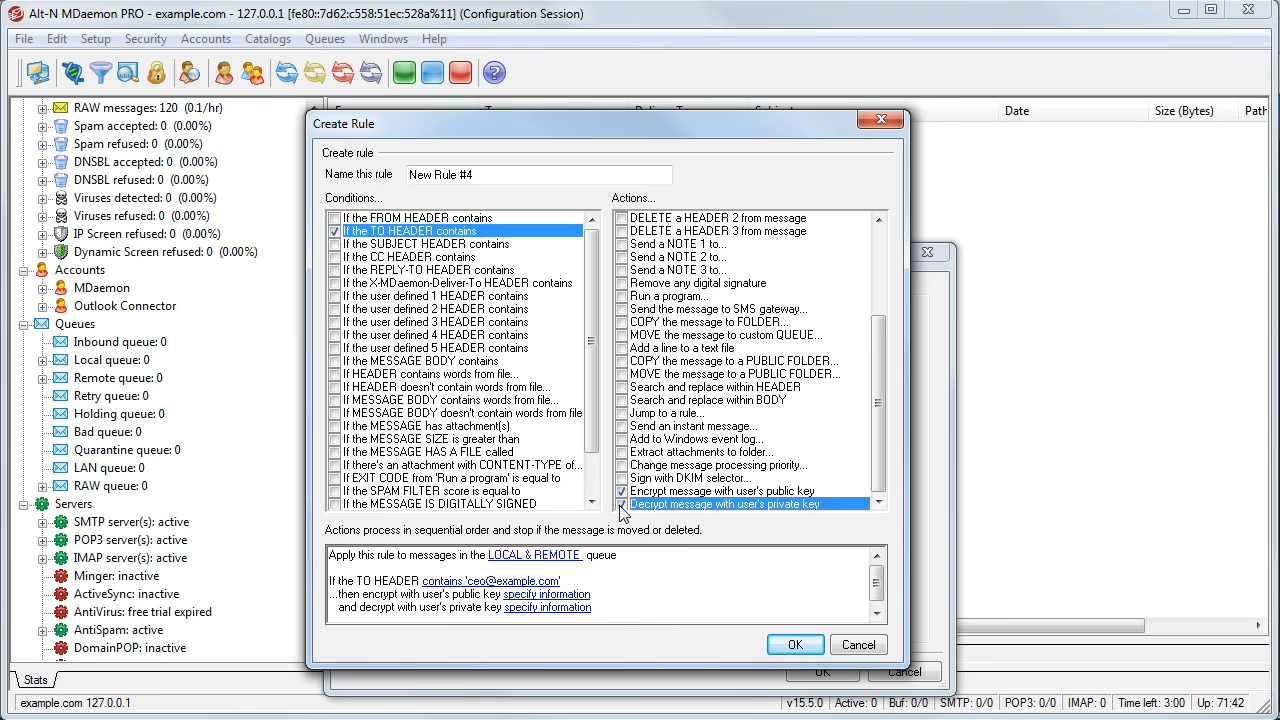 Alt-N MDaemon PRO - example.com - 127.0.0.1 [fe80::7d62:c558:51ec:528a%11] (Configuration Session)
File Edit Setup Security Accounts Catalogs Queues Windows Help
RAW messages: 120 (0.1/hr)
Spam accepted: 0 (0.00%)
Spam refused: 0 (0.00%)
DNSBL accepted: 0 (0.00%)
DNSBL refused: 0 (0.00%)
Viruses detected: 0 (0.00%)
Viruses refused: 0 (0.00%)
IP Screen refused: 0 (0.00%)
Dynamic Screen refused: 0 (0.00%)
Accounts
MDaemon
Outlook Connector
Queues
Inbound queue: 0
Local queue: 0
Remote queue: 0
Retry queue: 0
Holding queue: 0
Bad queue: 0
Quarantine queue: 0
LAN queue: 0
RAW queue: 0
Servers
SMTP server(s): active
POP3 server(s): active
IMAP server(s): active
Minger: inactive
ActiveSync: inactive
AntiVirus: free trial expired
AntiSpam: active
DomainPOP: inactive
Stats
Date Size (Bytes) Path
Create Rule
Create rule
Name this rule New Rule #4
Conditions...
If the FROM HEADER contains
If the TO HEADER contains
If the SUBJECT HEADER contains
If the CC HEADER contains
If the REPLY-TO HEADER contains
If the X-MDaemon-Deliver-To HEADER contains
If the user defined 1 HEADER contains
If the user defined 2 HEADER contains
If the user defined 3 HEADER contains
If the user defined 4 HEADER contains
If the user defined 5 HEADER contains
If the MESSAGE BODY contains
If HEADER contains words from file...
If HEADER doesn't contain words from file...
If MESSAGE BODY contains words from file...
If MESSAGE BODY doesn't contain words from file
If MESSAGE has attachment(s)
If the MESSAGE SIZE is greater than
If the MESSAGE HAS A FILE called
If there's an attachment with CONTENT-TYPE of...
If EXIT CODE from 'Run a program' is equal to
If the SPAM FILTER score is equal to
If the MESSAGE IS DIGITALLY SIGNED
Actions...
DELETE a HEADER 2 from message
DELETE a HEADER 3 from message
Send a NOTE 1 to...
Send a NOTE 2 to...
Send a NOTE 3 to...
Remove any digital signature
Run a program...
Send the message to SMS gateway...
COPY the message to FOLDER...
MOVE the message to custom QUEUE...
Add a line to a text file
COPY the message to a PUBLIC FOLDER...
MOVE the message to a PUBLIC FOLDER...
Search and replace within HEADER
Search and replace within BODY
Jump to a rule...
Send an instant message...
Add to Windows event log...
Extract attachments to folder...
Change message processing priority...
Sign with DKIM selector...
Encrypt message with user's public key
Decrypt message with user's private key
Actions process in sequential order and stop if the message is moved or deleted.
Apply this rule to messages in the LOCAL & REMOTE queue
If the TO HEADER contains 'ceo@example.com'
...then encrypt with user's public key specify information
and decrypt with user's private key specify information
OK Cancel
OK Cancel
example.com 127.0.0.1 v15.5.0 Active: 0 Buf: 0/0 SMTP: 0/0 POP3: 0/0 IMAP: 0 Time left: 3:00 Up: 71:42